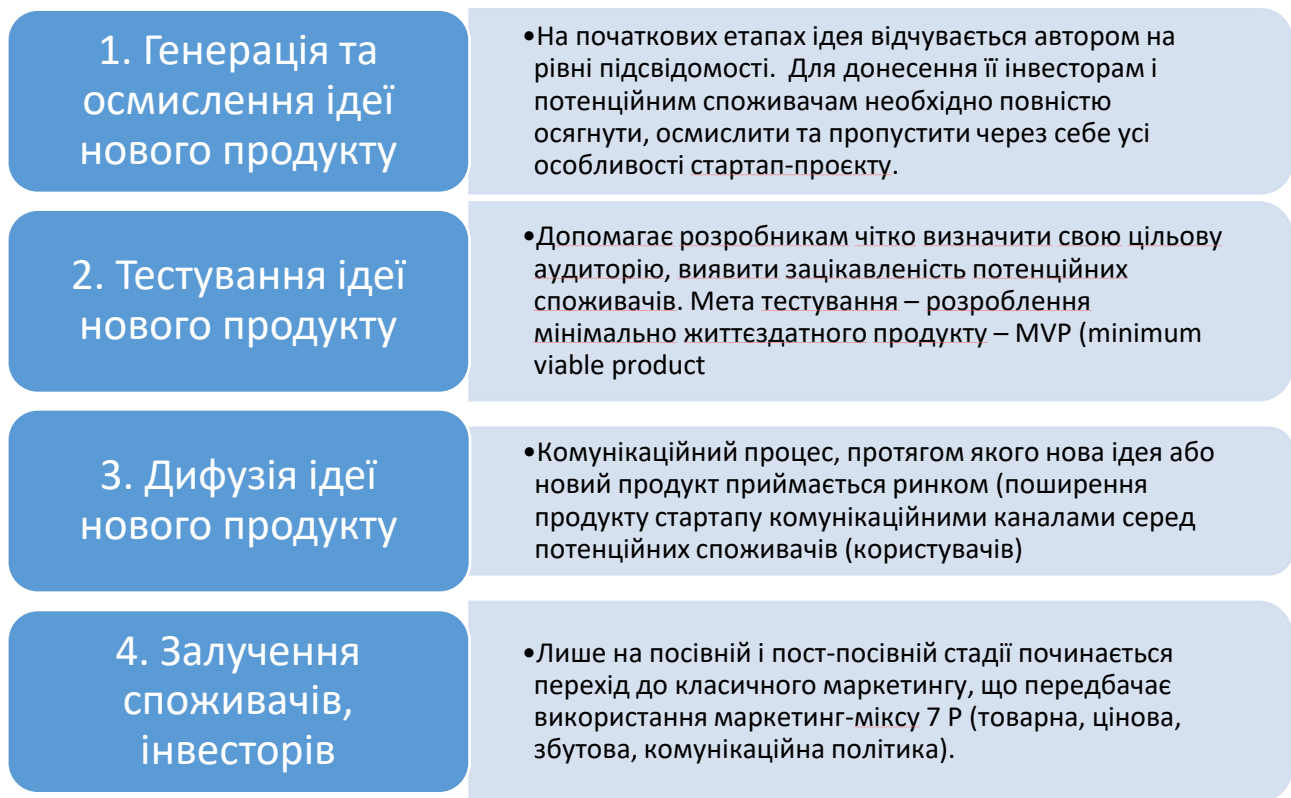 1. Генерація та
осмислення ідеї
нового продукту
•На початкових етапах ідея відчувається автором на
рівні підсвідомості. Для донесення її інвесторам і
потенційним споживачам необхідно повністю
осягнути, осмислити та пропустити через себе усі
особливості стартап-проєкту.
2. Тестування ідеї
нового продукту
•Допомагає розробникам чітко визначити свою цільову
аудиторію, виявити зацікавленість потенційних
споживачів. Мета тестування – розроблення
мінімально життєздатного продукту – MVP (minimum
viable product
3. Дифузія ідеї
нового продукту
•Комунікаційний процес, протягом якого нова ідея або
новий продукт приймається ринком (поширення
продукту стартапу комунікаційними каналами серед
потенційних споживачів (користувачів)
4. Залучення
споживачів,
інвесторів
•Лише на посівній і пост-посівній стадії починається
перехід до класичного маркетингу, що передбачає
використання маркетинг-міксу 7 Р (товарна, цінова,
збутова, комунікаційна політика).